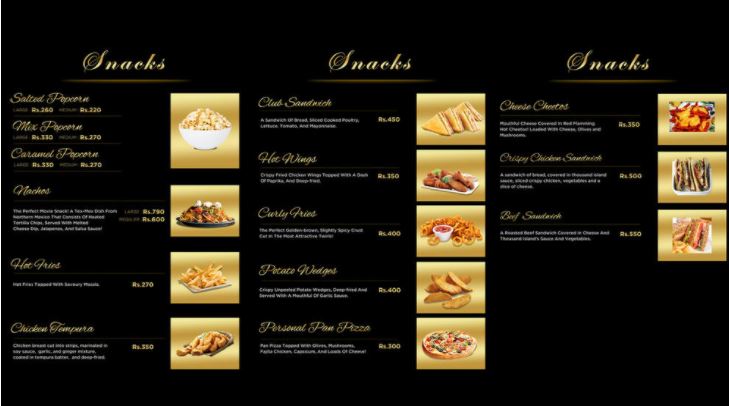 Snacks
Salted Popcorn
LARGE Rs.260 MEDIUM Rs.220
Mix Popcorn
LARGE Rs.330 MEDIUM Rs.270
Caramel Popcorn
LARGE Rs.330 MEDIUM Rs.270
Nachos
The Perfect Movie Snack! A Tex-Mex Dish From
Northern Mexico That Consists Of Heated
Tortilla Chips, Served With Melted
Cheese Dip, Jalapenos, And Salsa Sauce!
LARGE Rs.790
REGULAR Rs.600
Hot Fries
Hot Fries Topped With Savoury Masala.
Rs.270
Chicken Tempura
Chicken breast cut into strips, marinated in
soy sauce, garlic, and ginger mixture,
coated in tempura batter, and deep-fried.
Rs.350
Snacks
Club Sandwich
A Sandwich Of Bread, Sliced Cooked Poultry,
Lettuce, Tomato, And Mayonnaise.
Rs.450
Hot Wings
Crispy Fried Chicken Wings Topped With A Dash
Of Paprika, And Deep-fried.
Rs.350
Curly Fries
The Perfect Golden-brown, Slightly Spicy Crust
Cut In The Most Attractive Twirls!
Rs.400
Potato Wedges
Crispy Unpeeled Potato Wedges, Deep-fried And
Served With A Mouthful Of Garlic Sauce.
Rs.400
Personal Pan Pizza
Pan Pizza Topped With Olives, Mushrooms,
Fajita Chicken, Capsicum, And Loads Of Cheese!
Rs.300
Snacks
Cheese Cheetos
Mouthful Cheese Covered In Red Flamming
Hot Cheetos! Loaded With Cheese, Olives and
Mushrooms.
Rs.350
Crispy Chicken Sandwich
A sandwich of bread, covered in thousand island
sauce, sliced crispy chicken, vegetables and a
slice of cheese.
Rs.500
Beef Sandwich
A Roasted Beef Sandwich Covered In Cheese And
Thousand Island's Sauce And Vegetables.
Rs.550